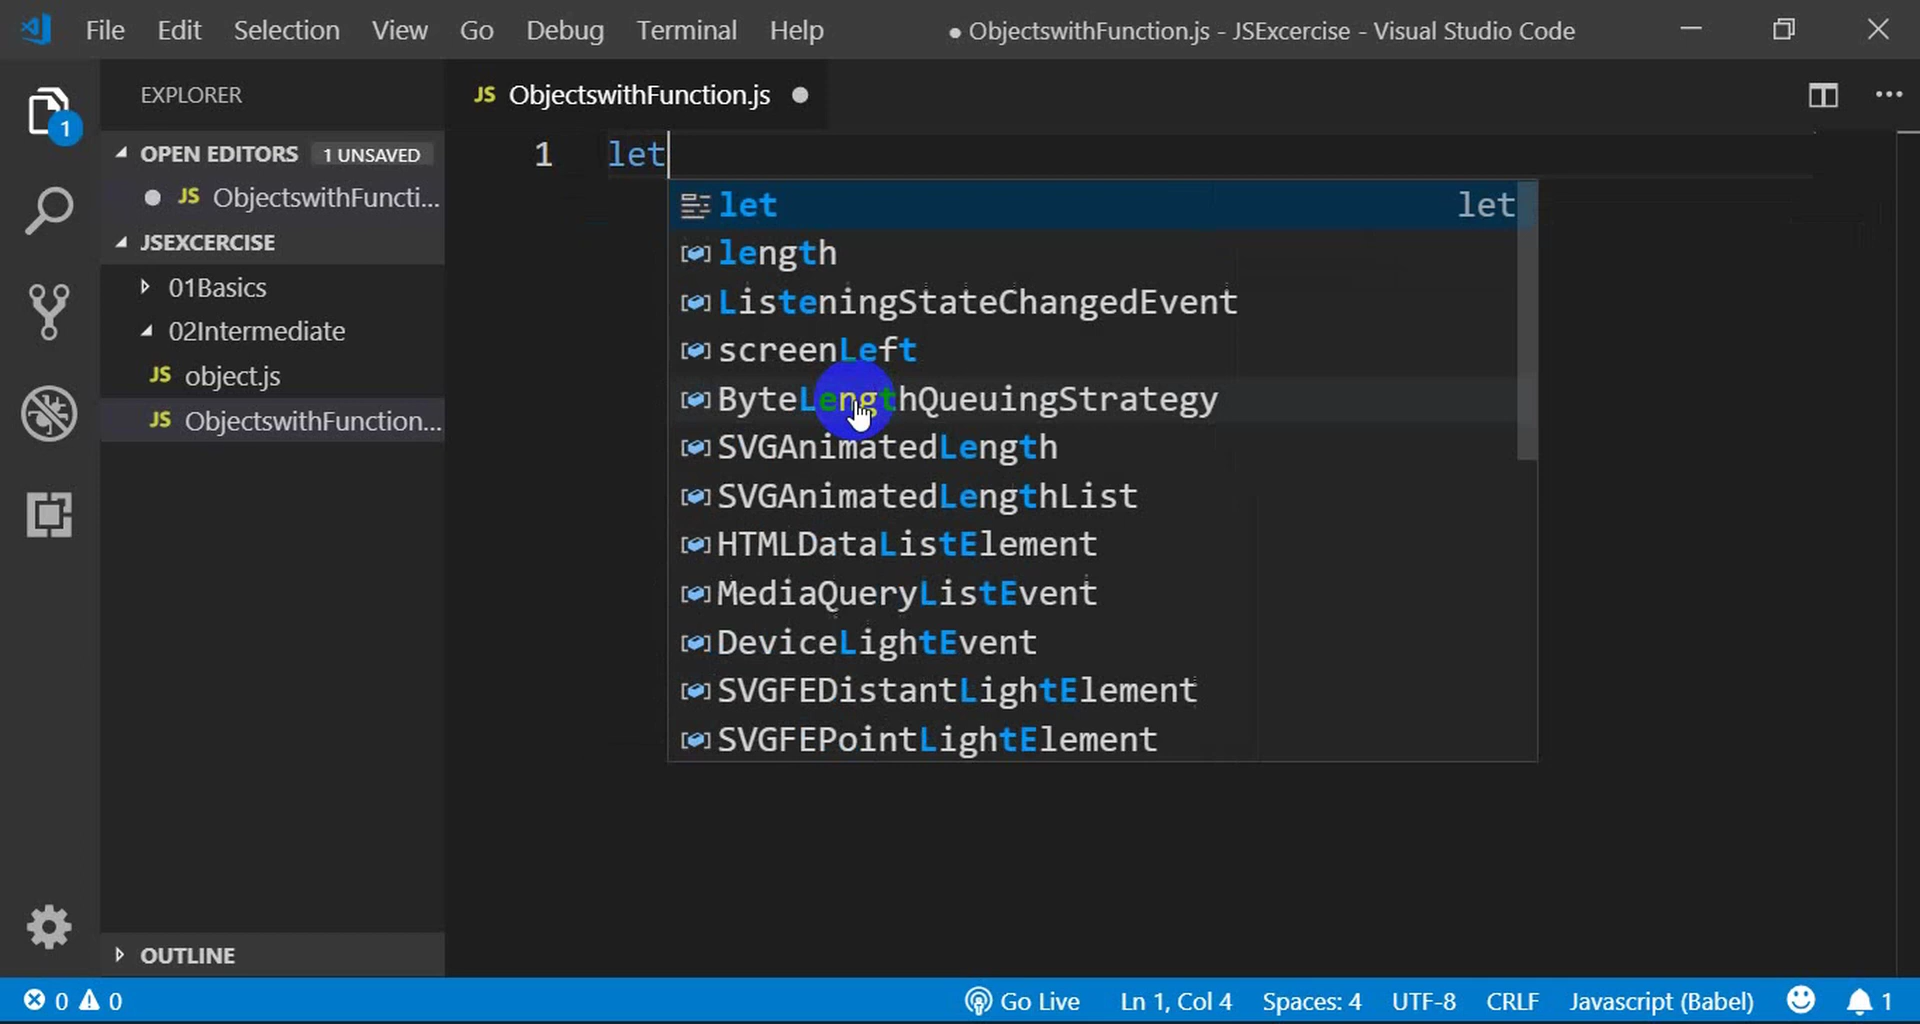 File Edit Selection View Go Debug Terminal Help ● ObjectswithFunction.js - JSExcercise - Visual Studio Code
EXPLORER
JS ObjectswithFunction.js
1
OPEN EDITORS 1 UNSAVED
JS ObjectswithFuncti...
JSEXCERCISE
01Basics
02Intermediate
JS object.js
JS ObjectswithFunction...
OUTLINE
1 let
let let
length
ListeningStateChangedEvent
screenLeft
ByteLengthQueuingStrategy
SVGAnimatedLength
SVGAnimatedLengthList
HTMLDataListElement
MediaQueryListEvent
DeviceLightEvent
SVGFEDistantLightElement
SVGFEPointLightElement
0 0 Go Live Ln 1, Col 4 Spaces: 4 UTF-8 CRLF Javascript (Babel) 1